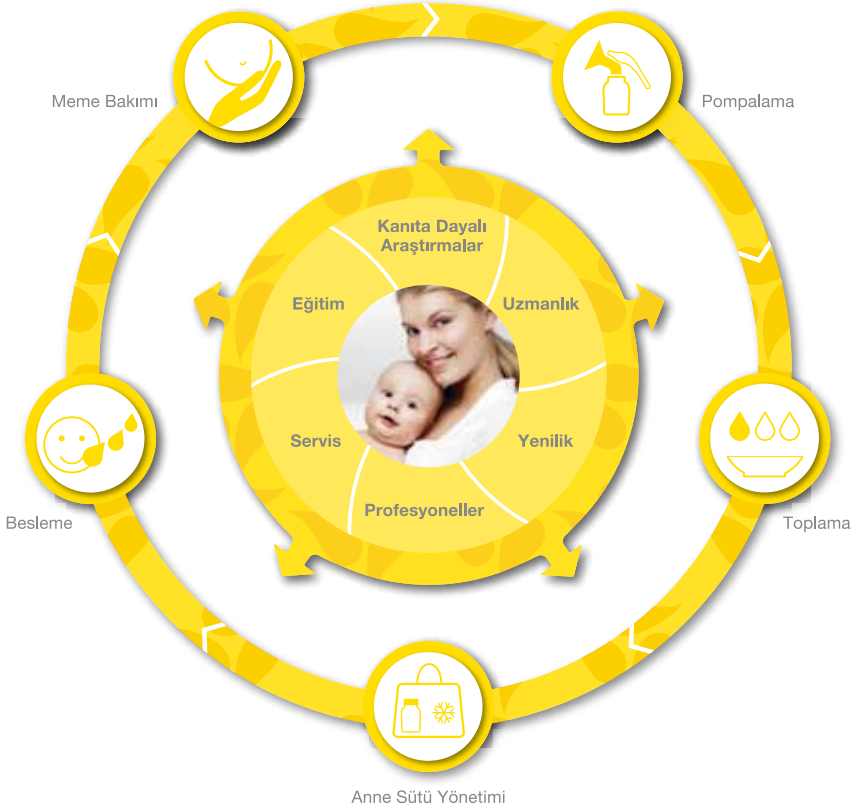 Meme Bakımı
Pompalama
Kanıta Dayalı
Araştırmalar
Eğitim
Uzmanlık
Servis
Yenilik
Profesyoneller
Besleme
Toplama
Anne Sütü Yönetimi